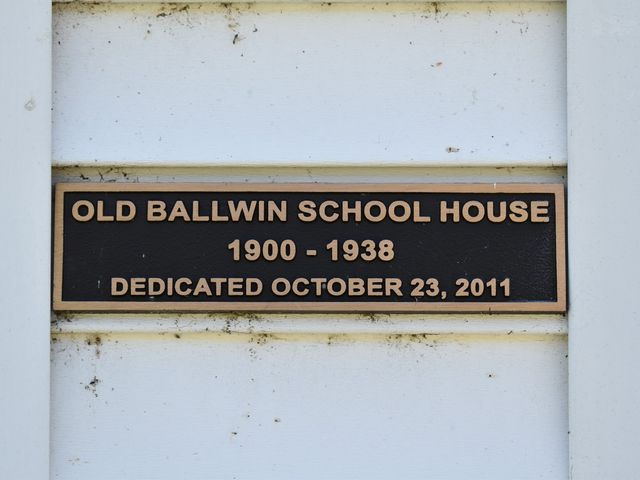 OLD BALLWIN SCHOOL HOUSE
1900 - 1938
DEDICATED OCTOBER 23, 2011